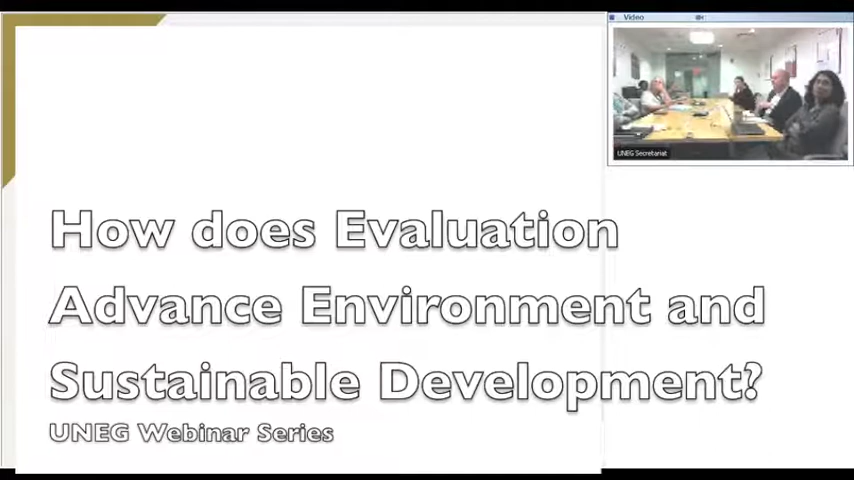 Video
UNEG Secretariat
How does Evaluation
Advance Environment and
Sustainable Development?
UNEG Webinar Series